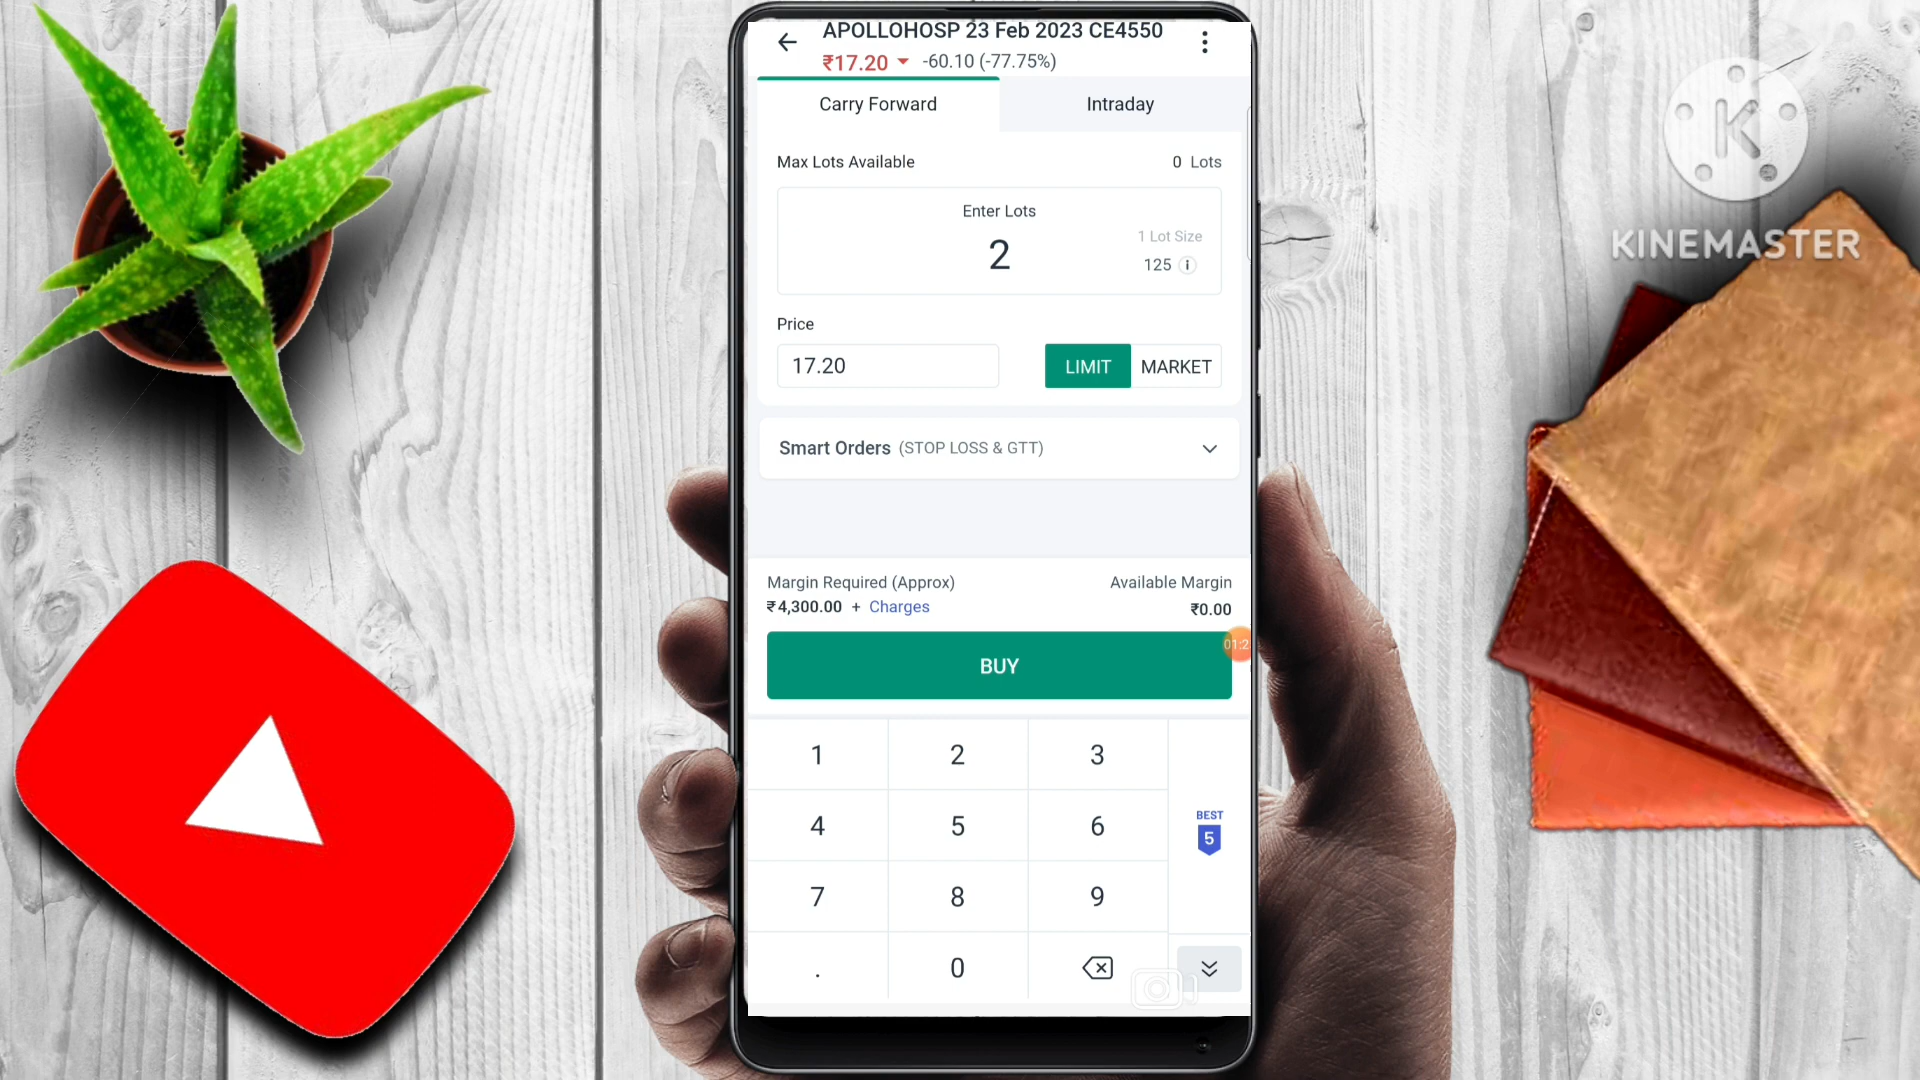 APOLLOHOSP 23 Feb 2023 CE4550
₹17.20 -60.10 (-77.75%)
Carry Forward
Intraday
Max Lots Available
0 Lots
Enter Lots
1 Lot Size
2
125
Price
17.20
LIMIT
MARKET
Smart Orders (STOP LOSS & GTT)
Margin Required (Approx)
Available Margin
₹4,300.00 + Charges
₹0.00
BUY
1 2 3
4 5 6
BEST
5
7 8 9
. 0
K
KINEMASTER